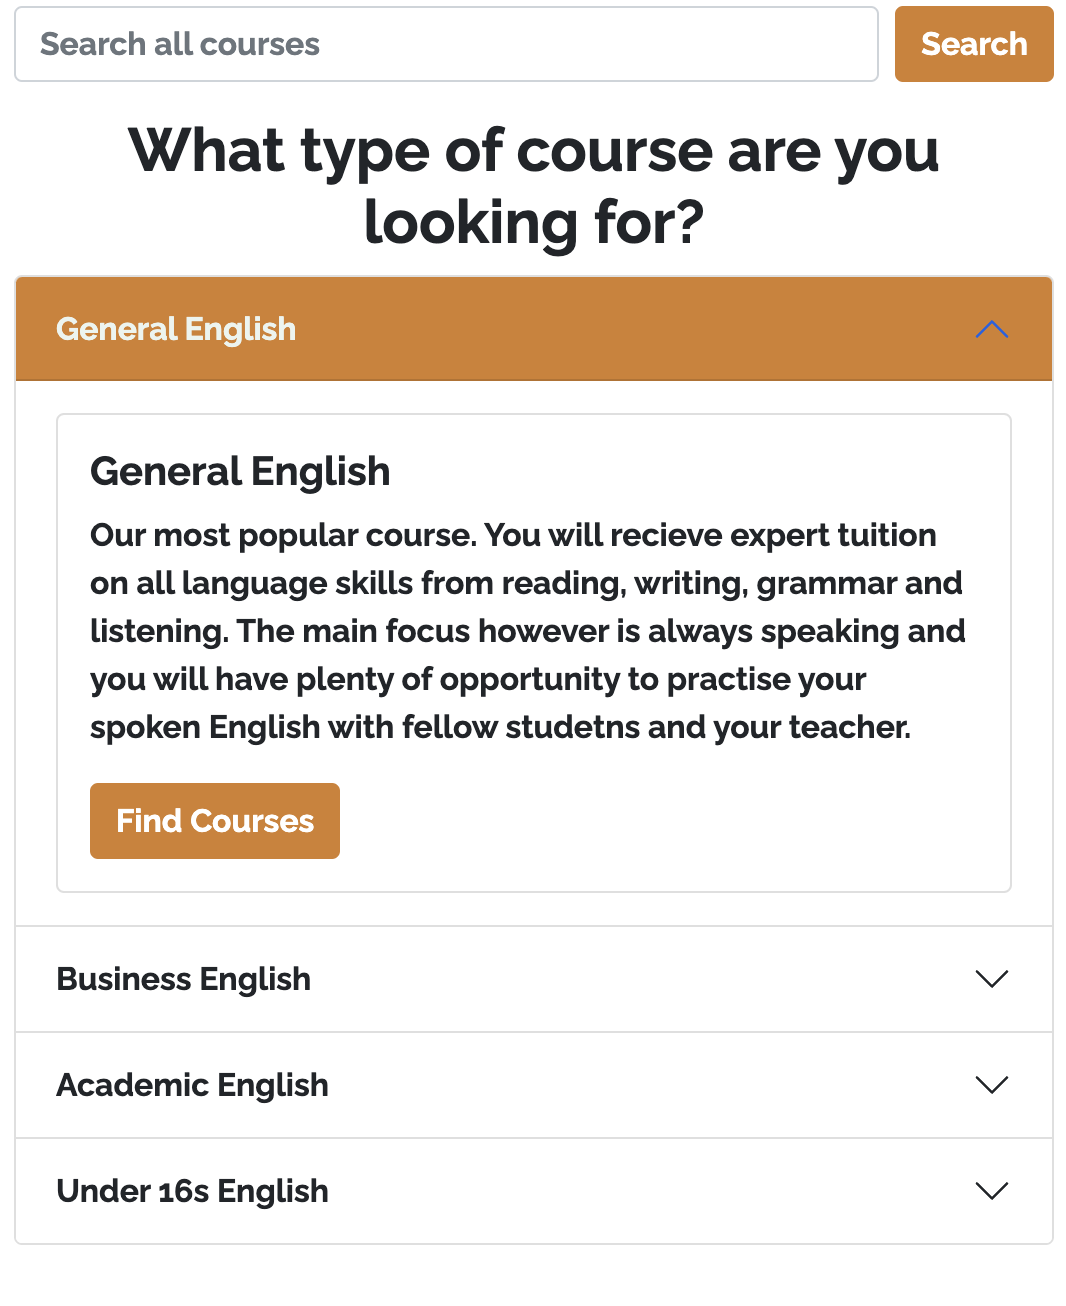 Search all courses
Search
What type of course are you
looking for?
General English
General English
Our most popular course. You will recieve expert tuition
on all language skills from reading, writing, grammar and
listening. The main focus however is always speaking and
you will have plenty of opportunity to practise your
spoken English with fellow studetns and your teacher.
Find Courses
Business English
Academic English
Under 16s English